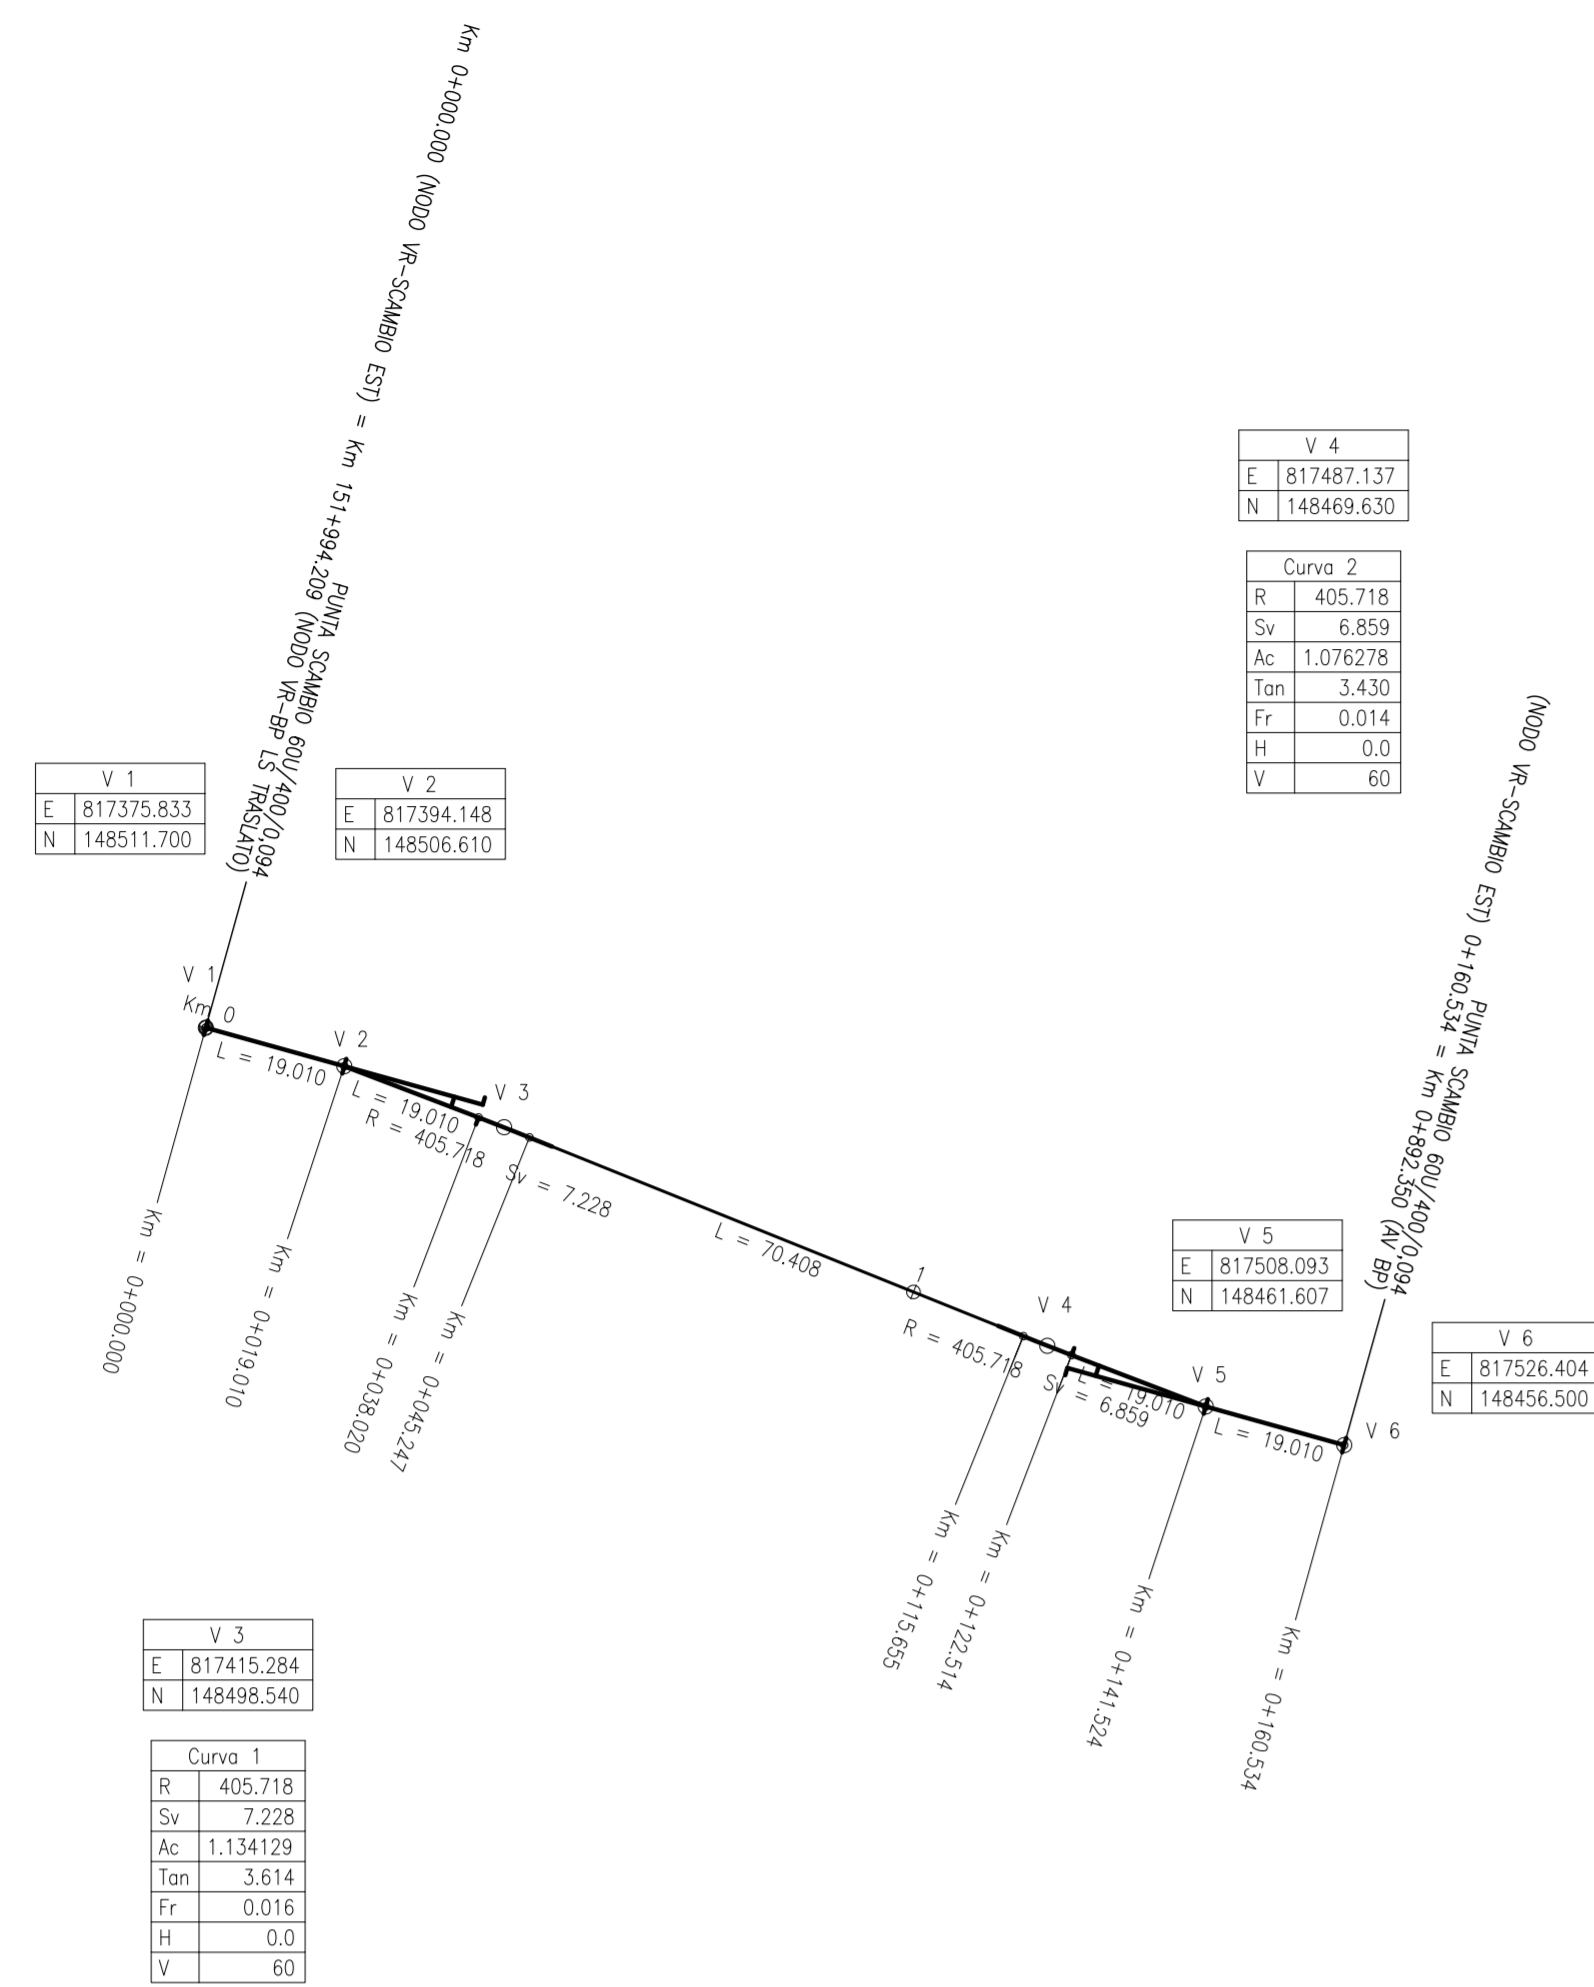 Km 0+000.000 (NODO VR-SCAMBIO EST) = Km 151+994.209 (NODO VR-BP LS TRASLATO)
PUNTA SCAMBIO 60U/400/0,094
V 4
E 817487.137
N 148469.630
Curva 2
R 405.718
Sv 6.859
Ac 1.076278
Tan 3.430
Fr 0.014
H 0.0
V 60
(NODO VR-SCAMBIO EST) 0+160.534 = Km 0+892.350 (AV BP)
PUNTA SCAMBIO 60U/400/0,094
V 1
E 817375.833
N 148511.700
V 2
E 817394.148
N 148506.610
V 1
Km 0
L = 19.010
V 2
L = 19.010
R = 405.718
V 3
Sv = 7.228
L = 70.408
1
V 4
R = 405.718
Sv = 6.859
L = 19.010
V 5
L = 19.010
V 6
V 5
E 817508.093
N 148461.607
V 6
E 817526.404
N 148456.500
Km = 0+000.000
Km = 0+019.010
Km = 0+038.020
Km = 0+045.247
Km = 0+115.655
Km = 0+122.514
Km = 0+141.524
Km = 0+160.534
V 3
E 817415.284
N 148498.540
Curva 1
R 405.718
Sv 7.228
Ac 1.134129
Tan 3.614
Fr 0.016
H 0.0
V 60